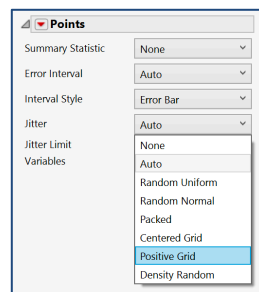 Points
Summary Statistic None
Error Interval Auto
Interval Style Error Bar
Jitter Auto
Jitter Limit None
Variables Auto
Random Uniform
Random Normal
Packed
Centered Grid
Positive Grid
Density Random